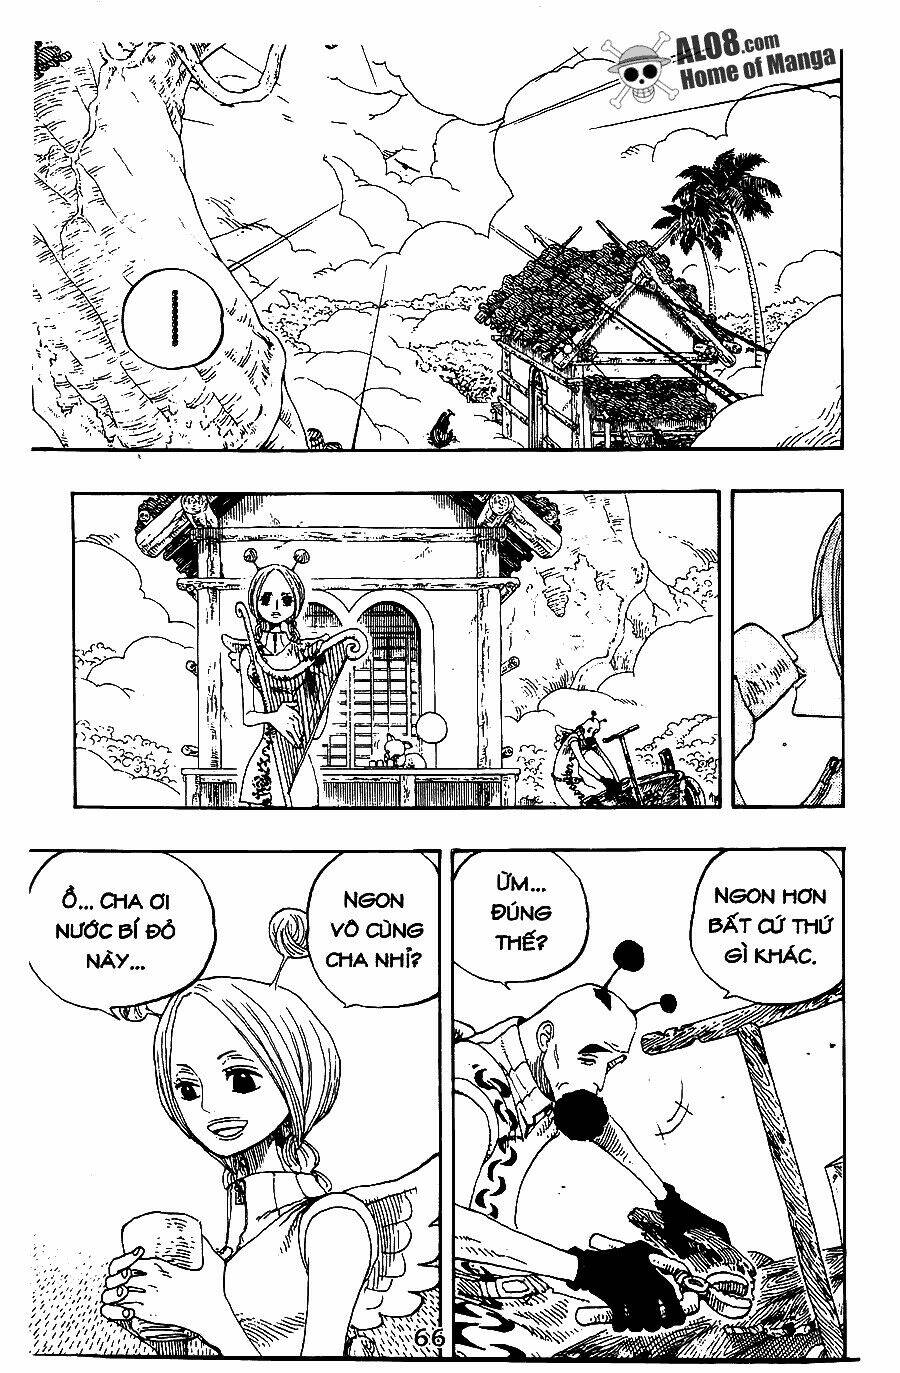 AL08.com
Home of Manga
NGON HƠN
BẤT CỨ THỨ
GÌ KHÁC.
ỪM...
ĐÚNG
THẾ?
NGON
VÔ CÙNG
CHA NHỈ?
Ồ... CHA ƠI
NƯỚC BÍ ĐỎ
NÀY...
66